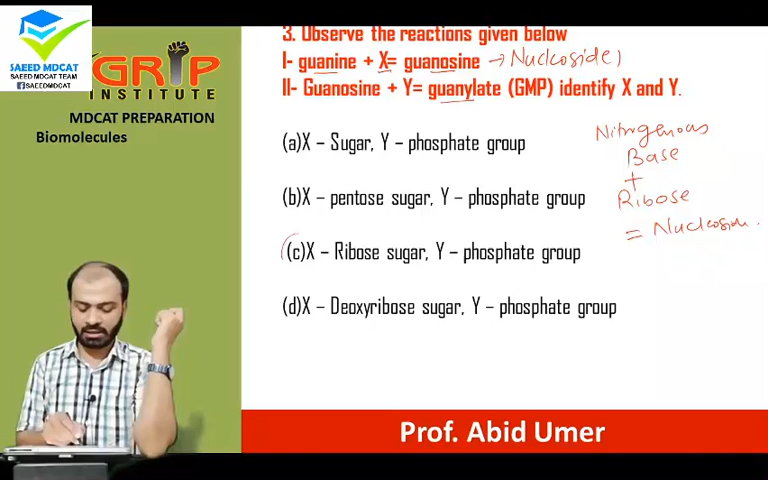 SAEED MDCAT
SAEED MDCAT TEAM
SAEEDMDCAT
GRIP
INSTITUTE
MDCAT PREPARATION
Biomolecules
3. Observe the reactions given below
I- guanine + X= guanosine → Nucleoside)
II- Guanosine + Y= guanylate (GMP) identify X and Y.
(a)X – Sugar, Y – phosphate group
(b)X - pentose sugar, Y – phosphate group
(c)X – Ribose sugar, Y – phosphate group
(d)X – Deoxyribose sugar, Y – phosphate group
Nitrogenous
Base
+
Ribose
= Nucleosid.
Prof. Abid Umer